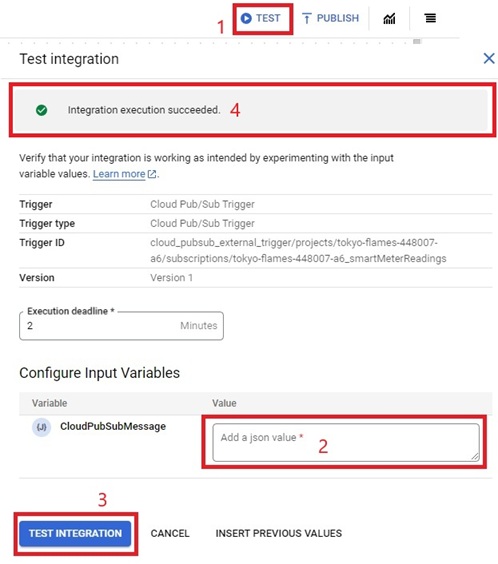 1
TEST
PUBLISH
Test integration
Integration execution succeeded. 4
Verify that your integration is working as intended by experimenting with the input
variable values. Learn more
Trigger Cloud Pub/Sub Trigger
Trigger type Cloud Pub/Sub Trigger
Trigger ID cloud_pubsub_external_trigger/projects/tokyo-flames-448007-
a6/subscriptions/tokyo-flames-448007-a6_smartMeterReadings
Version Version 1
Execution deadline *
2 Minutes
Configure Input Variables
Variable Value
{J} CloudPubSubMessage
Add a json value *
2
3
TEST INTEGRATION CANCEL INSERT PREVIOUS VALUES